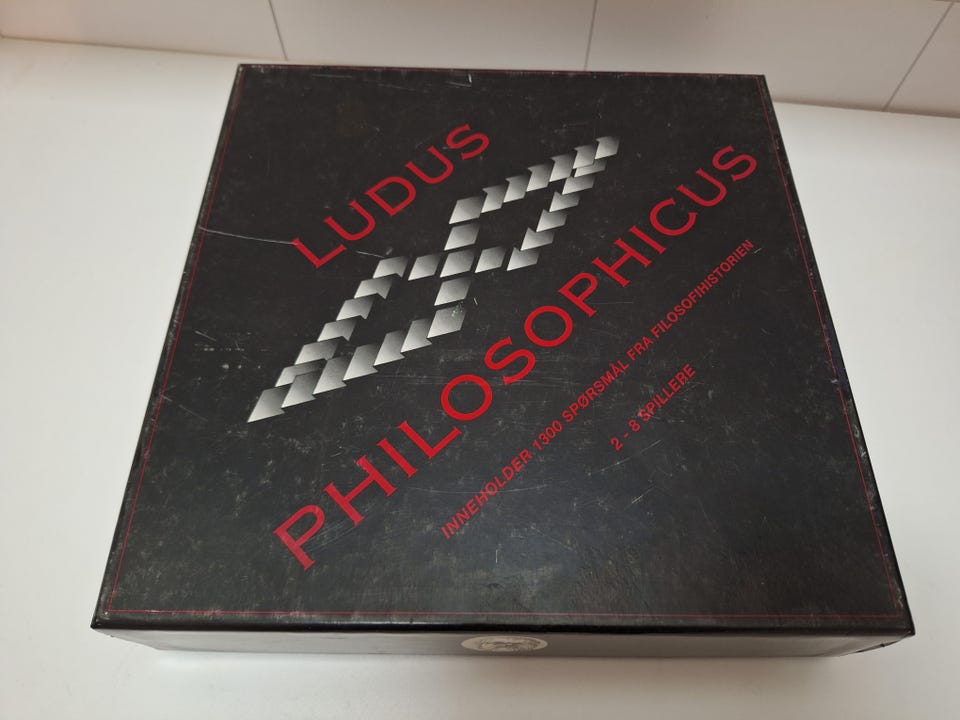 LUDUS
PHILOSOPHICUS
INNEHOLDER 1300 SPØRSMÅL FRA FILOSOFIHISTORIEN
2 - 8 SPILLERE